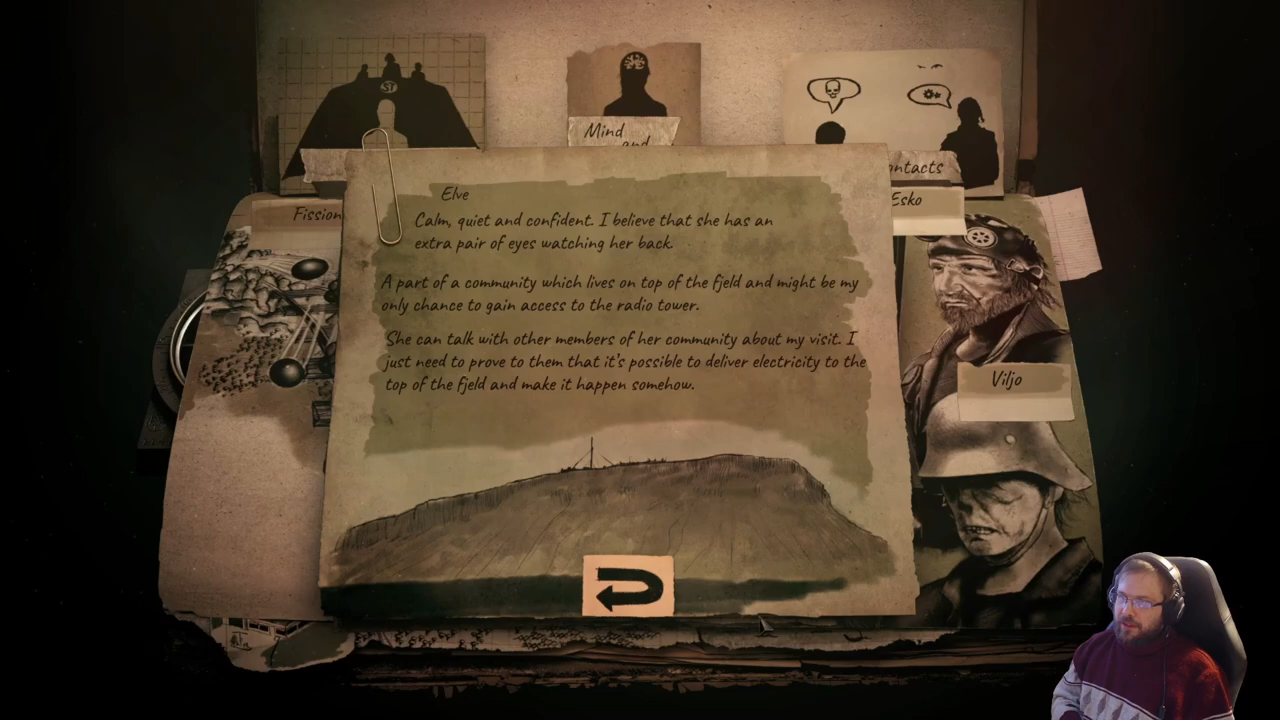 ST
Mind
and
ontacts
Fission
Esko
Elve
Calm, quiet and confident. I believe that she has an
extra pair of eyes watching her back.
A part of a community which lives on top of the fjeld and might be my
only chance to gain access to the radio tower.
She can talk with other members of her community about my visit. I
just need to prove to them that it's possible to deliver electricity to the
top of the fjeld and make it happen somehow.
Viljo